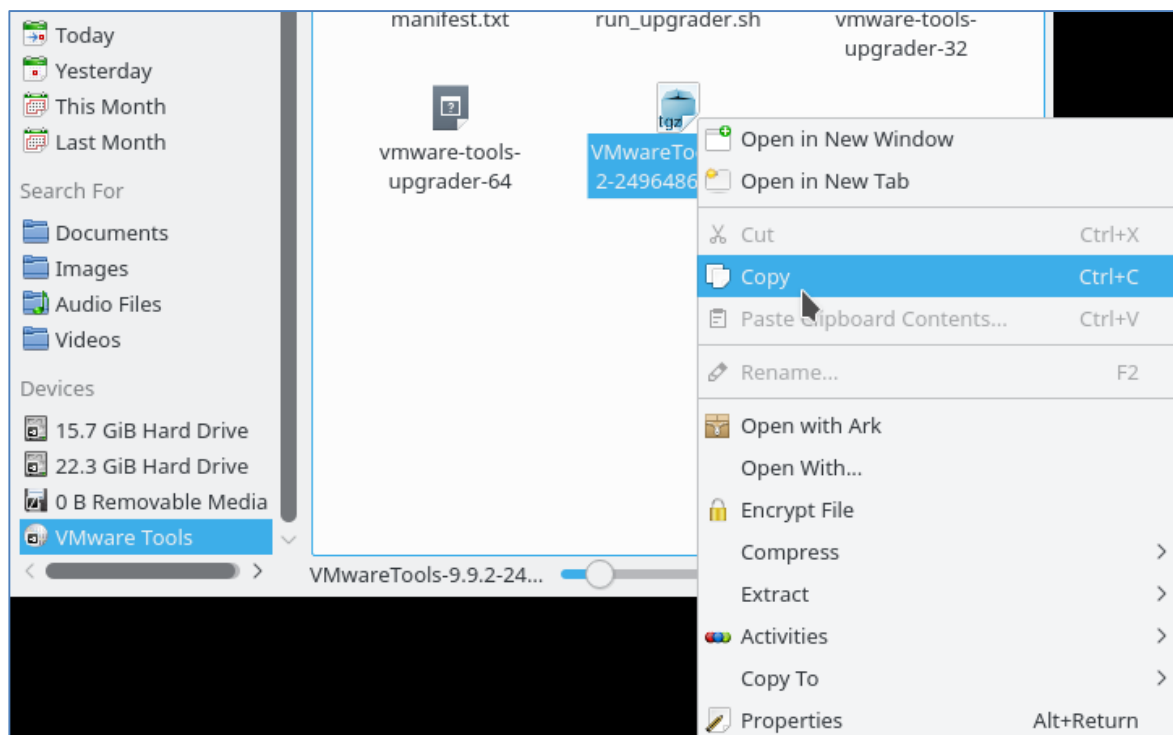 Today
Yesterday
This Month
Last Month
Search For
Documents
Images
Audio Files
Videos
Devices
15.7 GiB Hard Drive
22.3 GiB Hard Drive
0 B Removable Media
VMware Tools
manifest.txt
run_upgrader.sh
vmware-tools-
upgrader-32
vmware-tools-
upgrader-64
tgz
VMwareTo
2-2496486
VMwareTools-9.9.2-24...
Open in New Window
Open in New Tab
Cut Ctrl+X
Copy Ctrl+C
Paste Clipboard Contents... Ctrl+V
Rename... F2
Open with Ark
Open With...
Encrypt File
Compress
Extract
Activities
Copy To
Properties Alt+Return